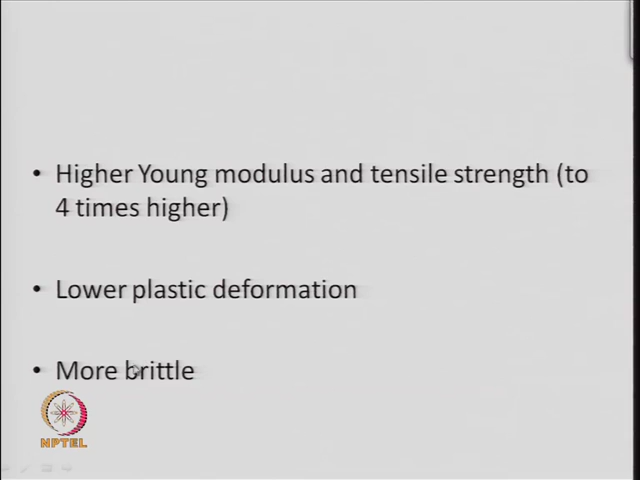 • Higher Young modulus and tensile strength (to
4 times higher)
• Lower plastic deformation
• More brittle
NPTEL